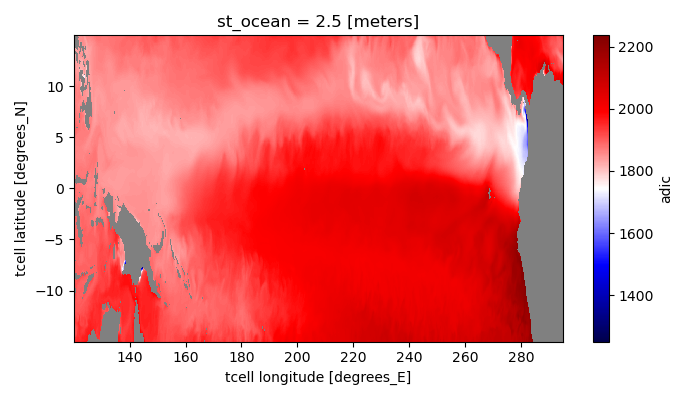 st_ocean = 2.5 [meters]
tcell latitude [degrees_N]
10
5
0
−5
−10
140 160 180 200 220 240 260 280
tcell longitude [degrees_E]
2200
2000
1800
1600
1400
adic